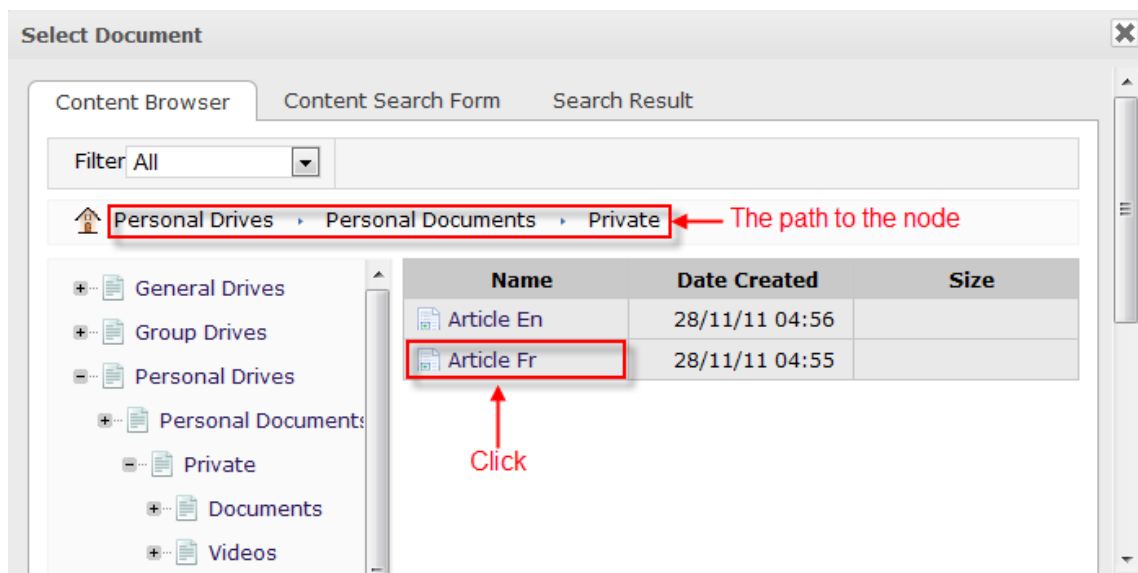 Select Document
Content Browser Content Search Form Search Result
Filter All
Personal Drives Personal Documents Private The path to the node
General Drives
Group Drives
Personal Drives
Personal Documents
Private
Documents
Videos
Name Date Created Size
Article En 28/11/11 04:56
Article Fr 28/11/11 04:55
Click